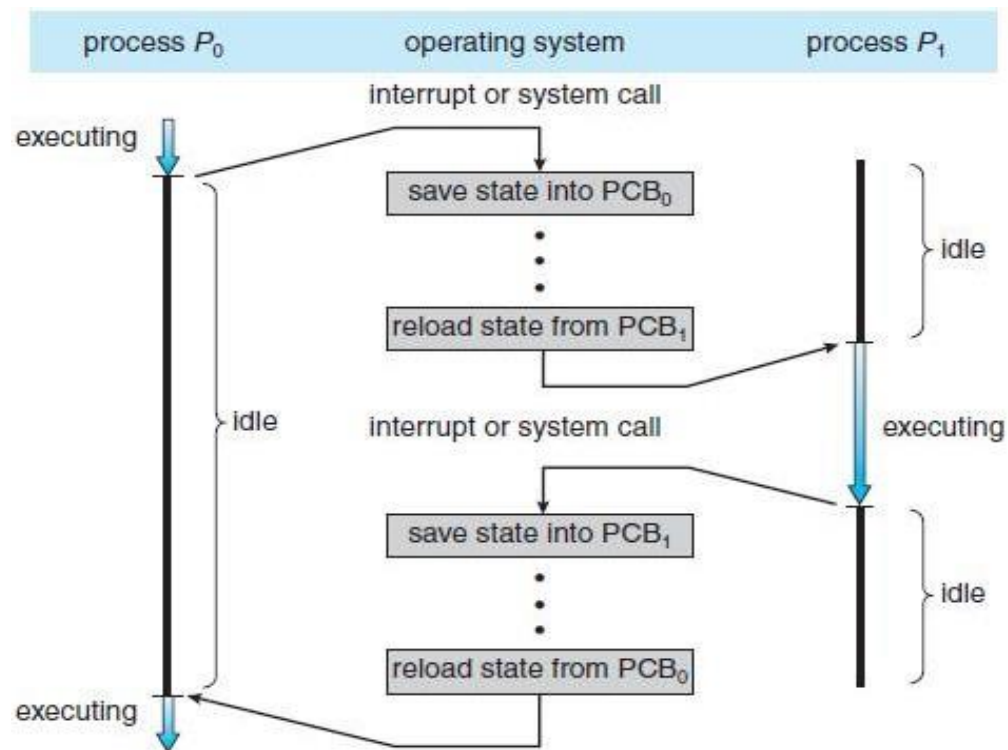 process P₀ operating system process P₁
interrupt or system call
executing
save state into PCB₀
idle
reload state from PCB₁
idle interrupt or system call executing
save state into PCB₁
idle
reload state from PCB₀
executing